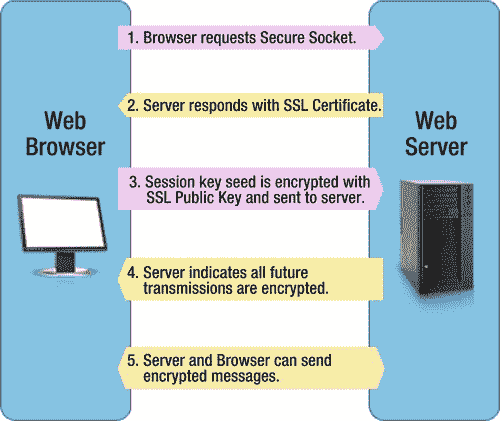 1. Browser requests Secure Socket.
2. Server responds with SSL Certificate.
Web
Browser
Web
Server
3. Session key seed is encrypted with
SSL Public Key and sent to server.
4. Server indicates all future
transmissions are encrypted.
5. Server and Browser can send
encrypted messages.